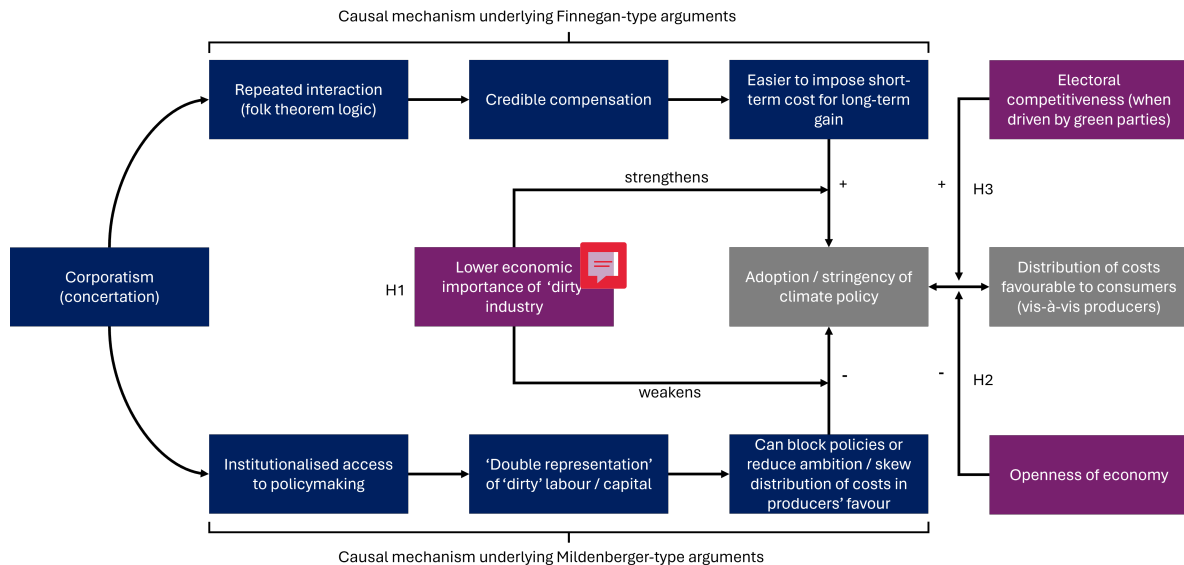 Causal mechanism underlying Finnegan-type arguments
Repeated interaction
(folk theorem logic)
Credible compensation
Easier to impose short-
term cost for long-term
gain
Electoral
competitiveness (when
driven by green parties)
strengthens
+
+
H3
Corporatism
(concertation)
H1
Lower economic
importance of ‘dirty
industry
Adoption / stringency of
climate policy
Distribution of costs
favourable to consumers
(vis-à-vis producers)
weakens
-
-
H2
Institutionalised access
to policymaking
‘Double representation’
of ‘dirty’ labour / capital
Can block policies or
reduce ambition / skew
distribution of costs in
producers’ favour
Openness of economy
Causal mechanism underlying Mildenberger-type arguments